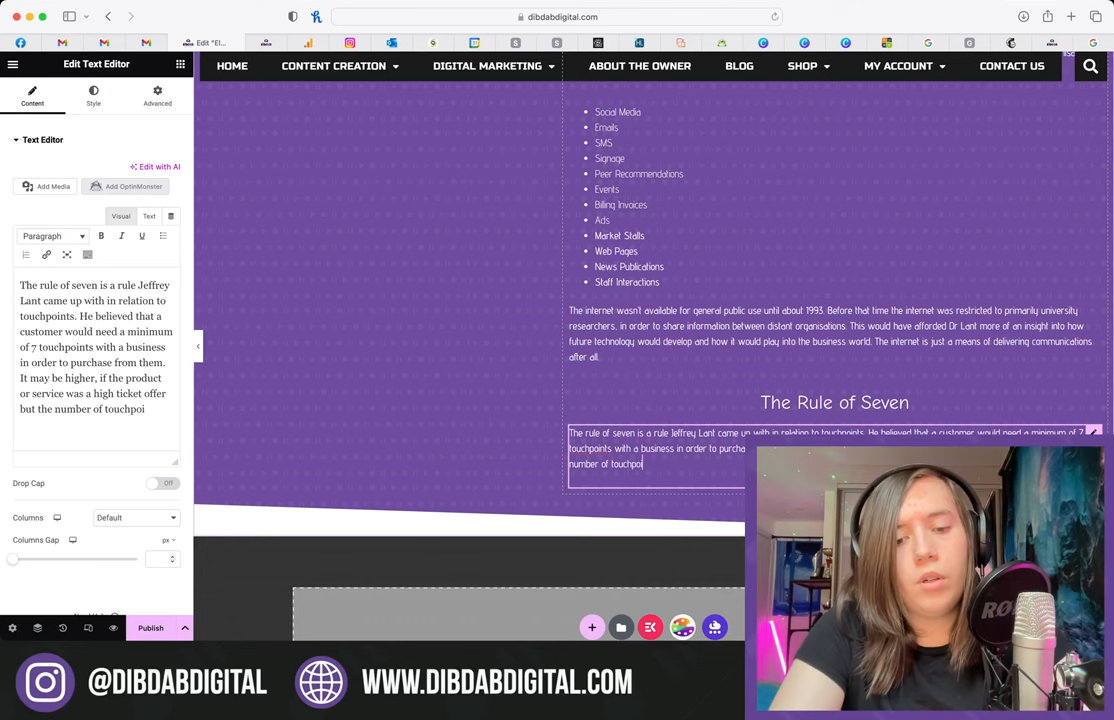 dibdabdigital.com
Edit "El...
Edit Text Editor
HOME
CONTENT CREATION
DIGITAL MARKETING
ABOUT THE OWNER
BLOG
SHOP
MY ACCOUNT
CONTACT US
Content
Style
Advanced
Text Editor
Edit with AI
Add Media
Add OptinMonster
Visual
Text
Paragraph
B
I
U
The rule of seven is a rule Jeffrey
Lant came up with in relation to
touchpoints. He believed that a
customer would need a minimum
of 7 touchpoints with a business
in order to purchase from them.
It may be higher, if the product
or service was a high ticket offer
but the number of touchpoi
Drop Cap
Off
Columns
Default
Columns Gap
px
Publish
Social Media
Emails
SMS
Signage
Peer Recommendations
Events
Billing Invoices
Ads
Market Stalls
Web Pages
News Publications
Staff Interactions
The internet wasn't available for general public use until about 1993. Before that time the internet was restricted to primarily university
researchers, in order to share information between distant organisations. This would have afforded Dr Lant more of an insight into how
future technology would develop and how it would play into the business world. The internet is just a means of delivering communications
after all.
The Rule of Seven
The rule of seven is a rule Jeffrey Lant came up with in relation to touchpoints. He believed that a customer would need a minimum of 7
touchpoints with a business in order to purcha
number of touchpoi
RØDE
@DIBDABDIGITAL
WWW.DIBDABDIGITAL.COM